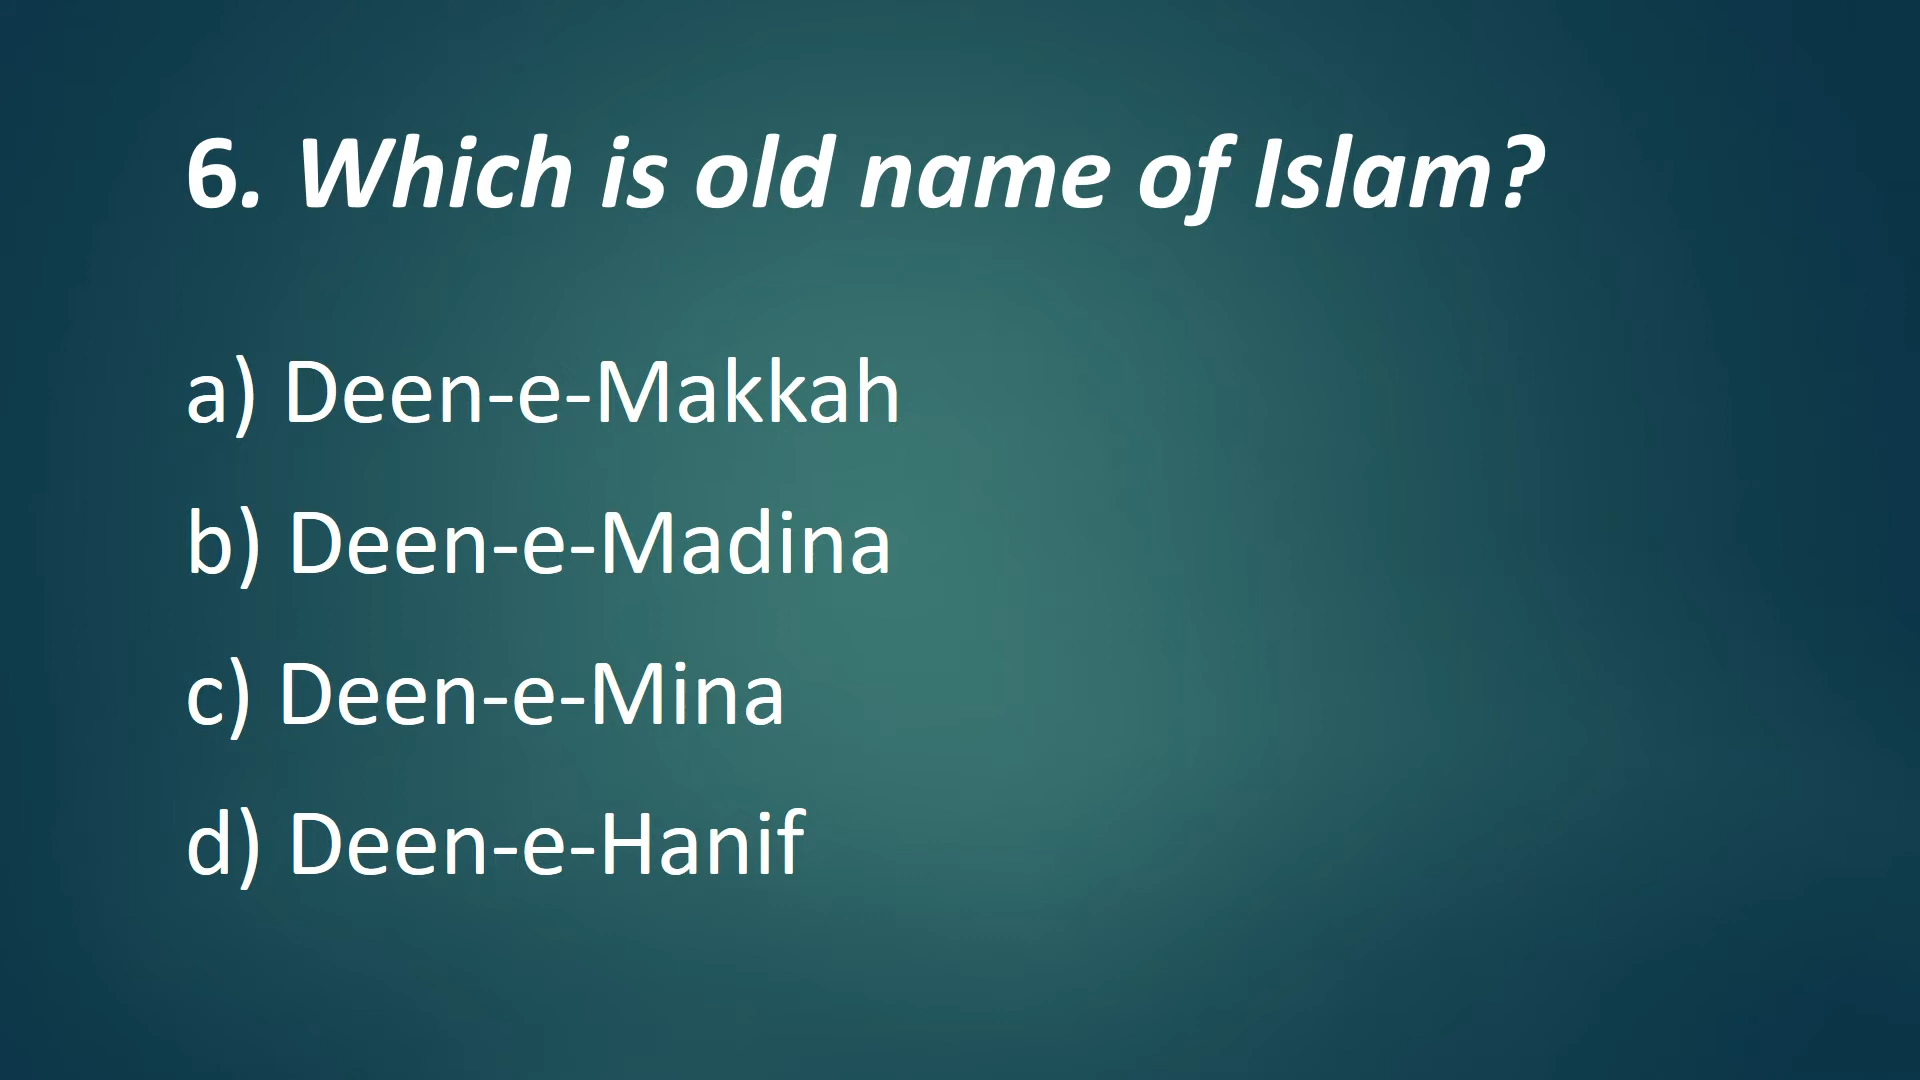 6. Which is old name of Islam?
a) Deen-e-Makkah
b) Deen-e-Madina
c) Deen-e-Mina
d) Deen-e-Hanif